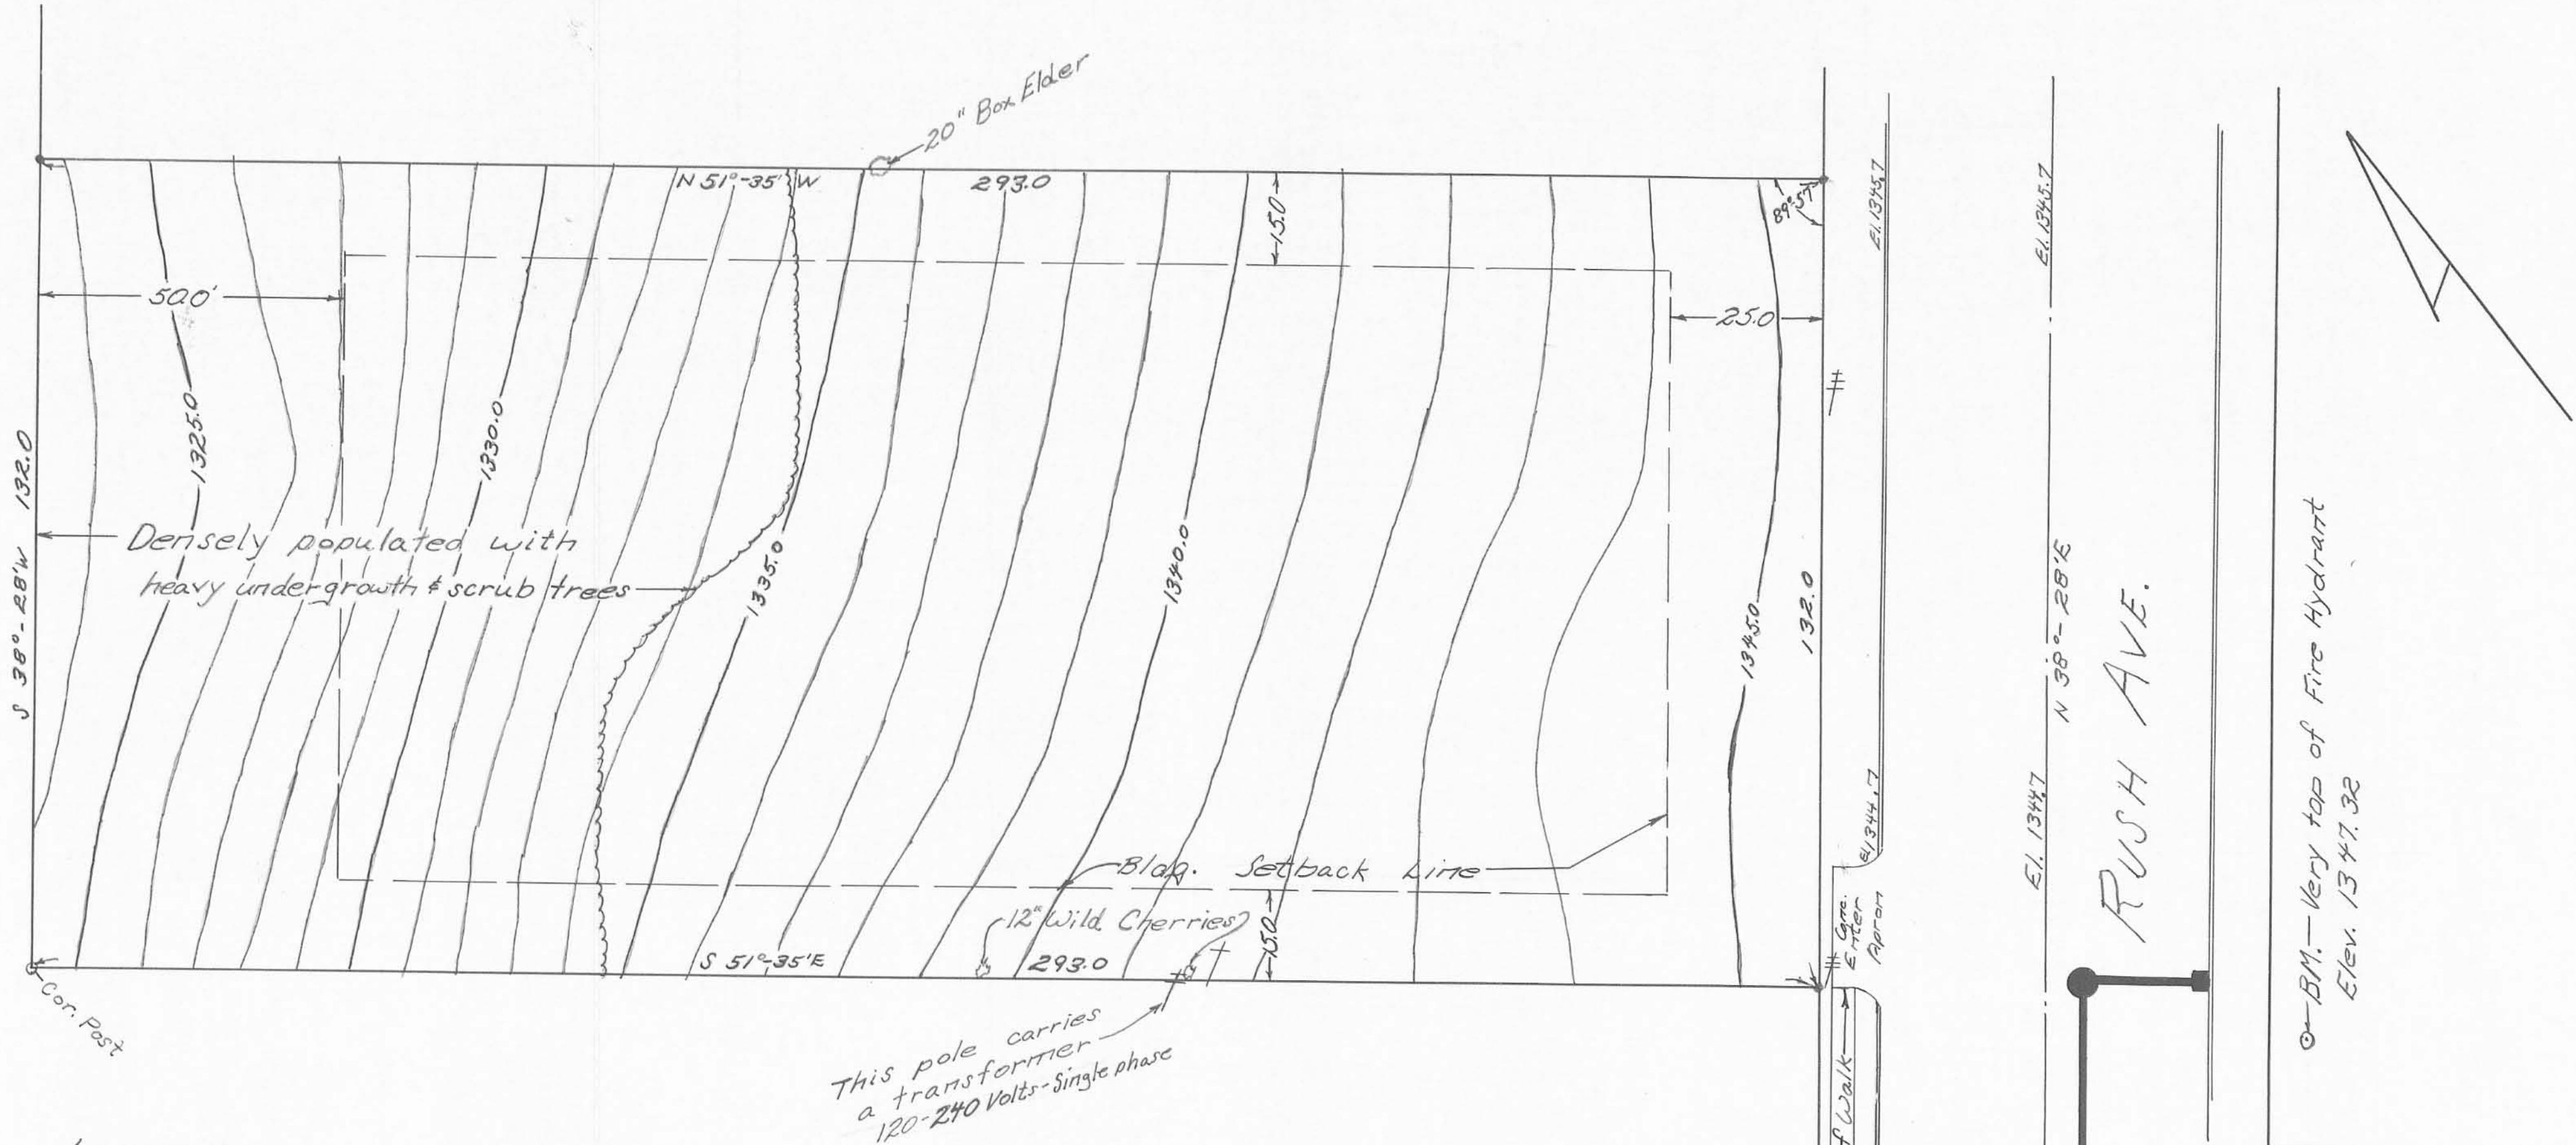 20" Box Elder
N 51°-35' W
293.0
15.0
89°-57'
El. 1345.7
El. 1345.7
50.0'
25.0
1325.0
1330.0
S 38°-28'W 132.0
Densely populated with
heavy undergrowth & scrub trees
1335.0
1340.0
1345.0
132.0
N 38°-28'E
RUSH AVE.
BM.—Very top of Fire Hydrant
Elev. 1347.32
El. 1344.7
El. 1344.7
Bldg. Setback Line
12" Wild Cherries
15.0
E Conc.
Enter
Apron
S 51°-35'E
293.0
Cor. Post
This pole carries
a transformer
120-240 Volts-Single phase
f Walk